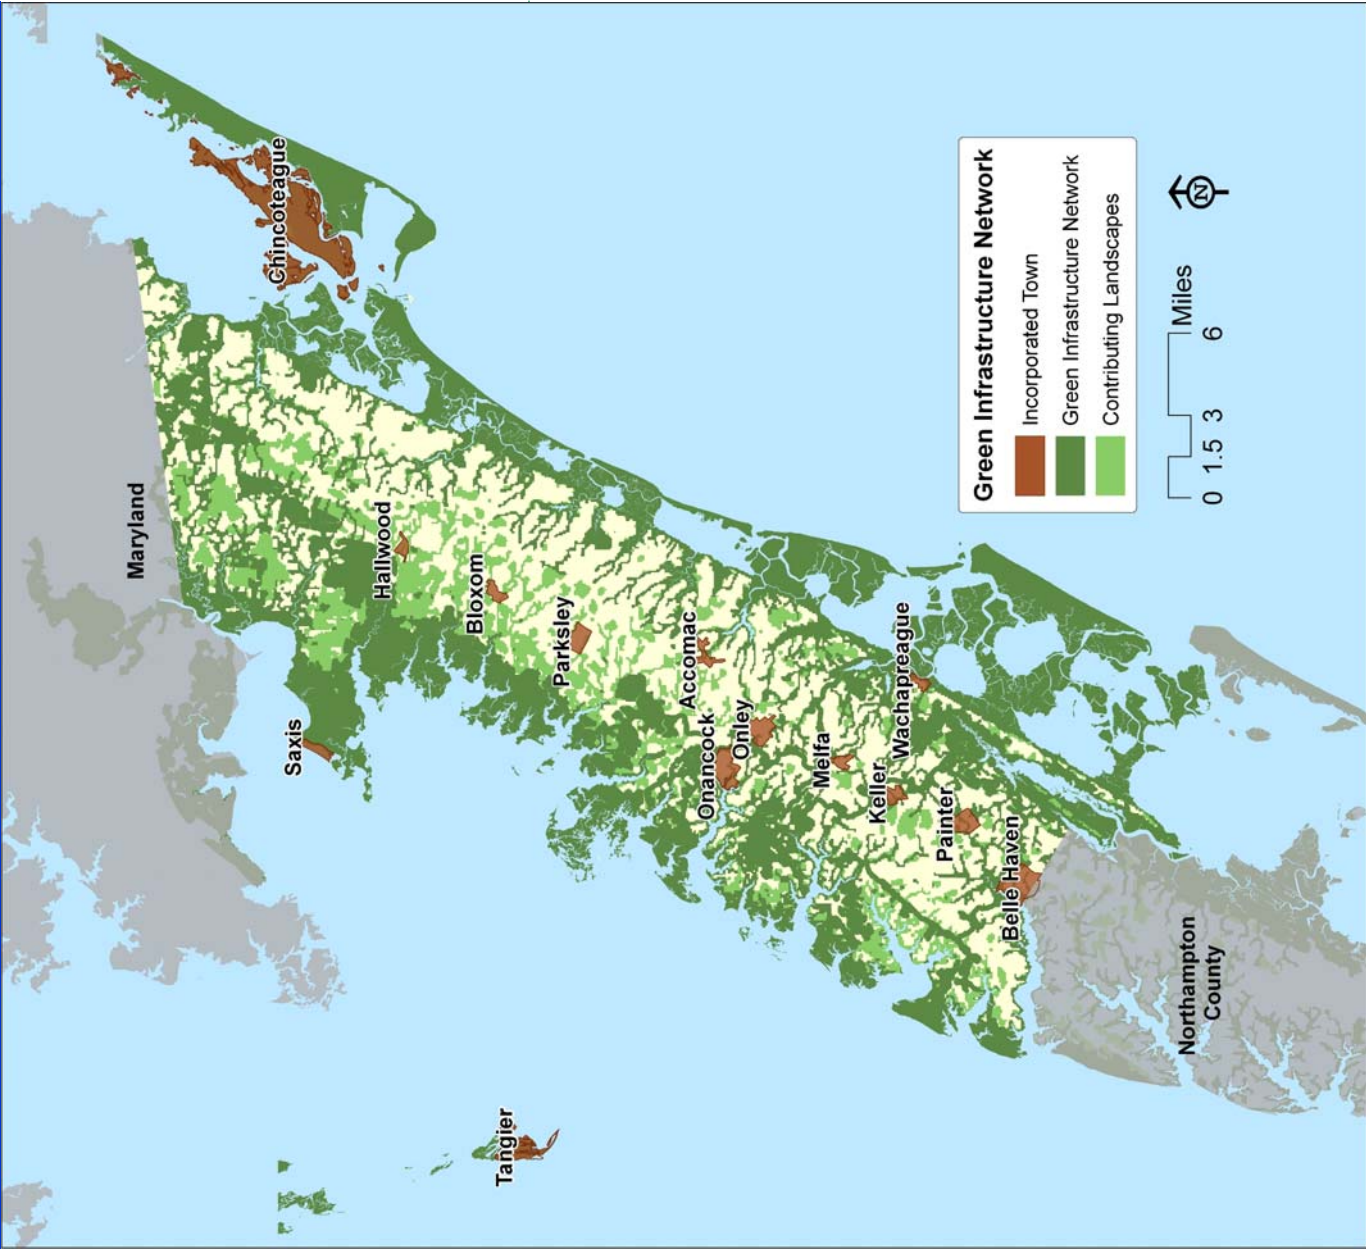 Maryland
Chincoteague
Saxis
Hallwood
Bloxom
Parksley
Tangier
Accomac
Onancock
Onley
Melfa
Keller
Wachapreague
Painter
Belle Haven
Northampton
County
Green Infrastructure Network
Incorporated Town
Green Infrastructure Network
Contributing Landscapes
N
0 1.5 3 6
Miles